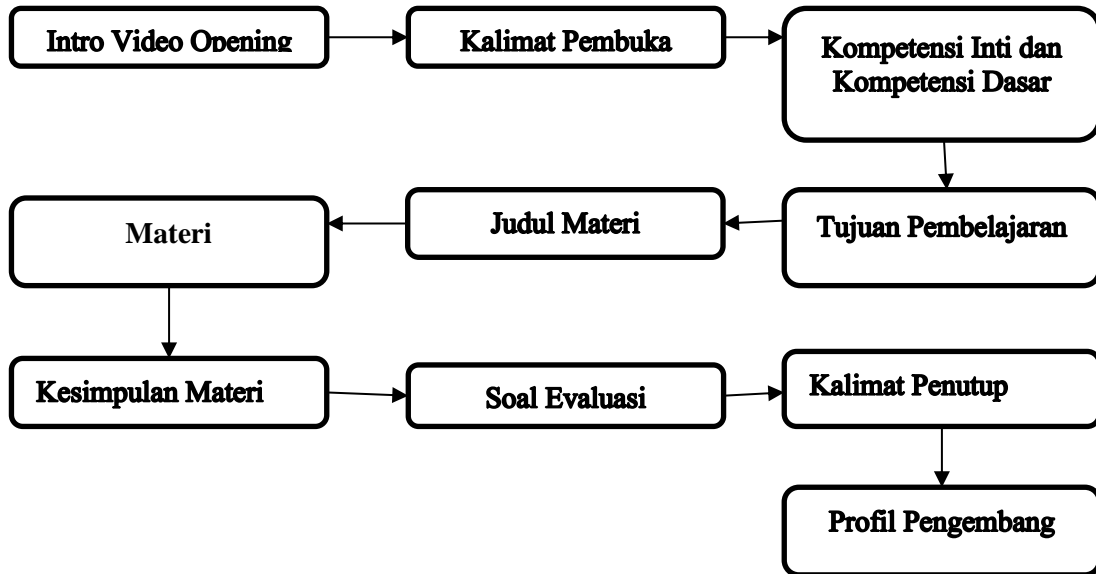 Intro Video Opening
Kalimat Pembuka
Kompetensi Inti dan
Kompetensi Dasar
Tujuan Pembelajaran
Judul Materi
Materi
Kesimpulan Materi
Soal Evaluasi
Kalimat Penutup
Profil Pengembang